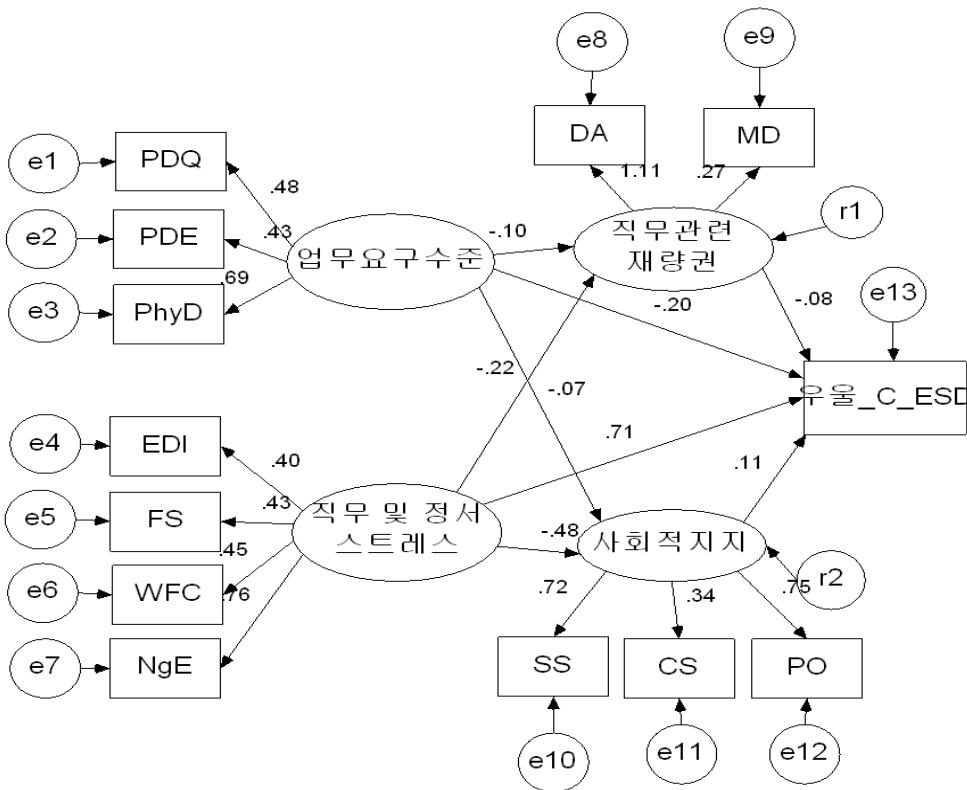 e8
e9
DA
MD
e1
PDQ
1.11
.27
.48
r1
e2
PDE
.43
업무요구수준
-.10
직무관련
재량권
e3
PhyD
.69
-.20
-.08
e13
-.22
-.07
우울_C_ESD
e4
EDI
.40
.71
.11
e5
FS
.43
직무 및 정서
스트레스
-.48
사회적지지
.45
e6
WFC
.76
.72
.34
.75
r2
e7
NgE
SS
CS
PO
e10
e11
e12